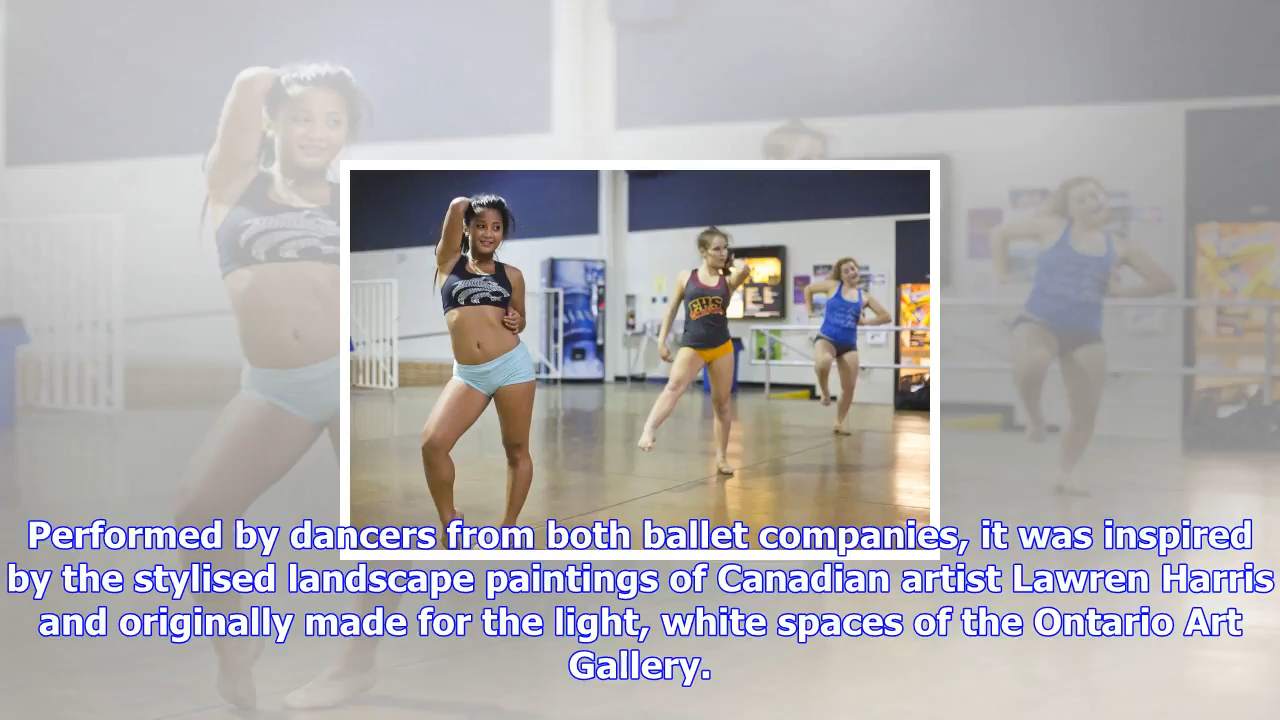 EHS
Performed by dancers from both ballet companies, it was inspired
by the stylised landscape paintings of Canadian artist Lawren Harris
and originally made for the light, white spaces of the Ontario Art
Gallery.